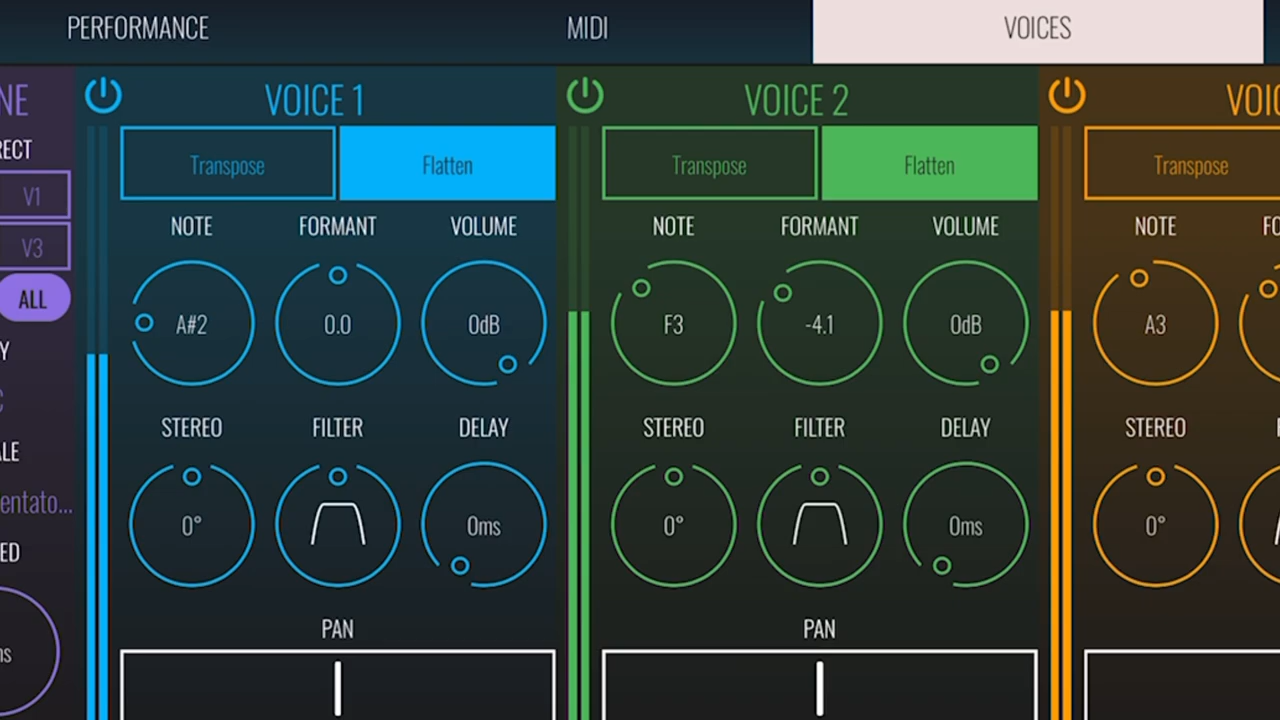 PERFORMANCE MIDI VOICES
VOICE 1 VOICE 2
Transpose Flatten Transpose Flatten Transpose
V1
NOTE FORMANT VOLUME NOTE FORMANT VOLUME NOTE
V3
ALL
A#2 0.0 0dB F3 -4.1 0dB A3
STEREO FILTER DELAY STEREO FILTER DELAY STEREO
0° 0ms 0° 0ms 0°
PAN PAN